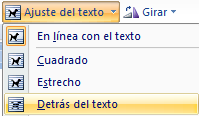 Ajuste del texto Girar
En línea con el texto
Cuadrado
Estrecho
Detrás del texto